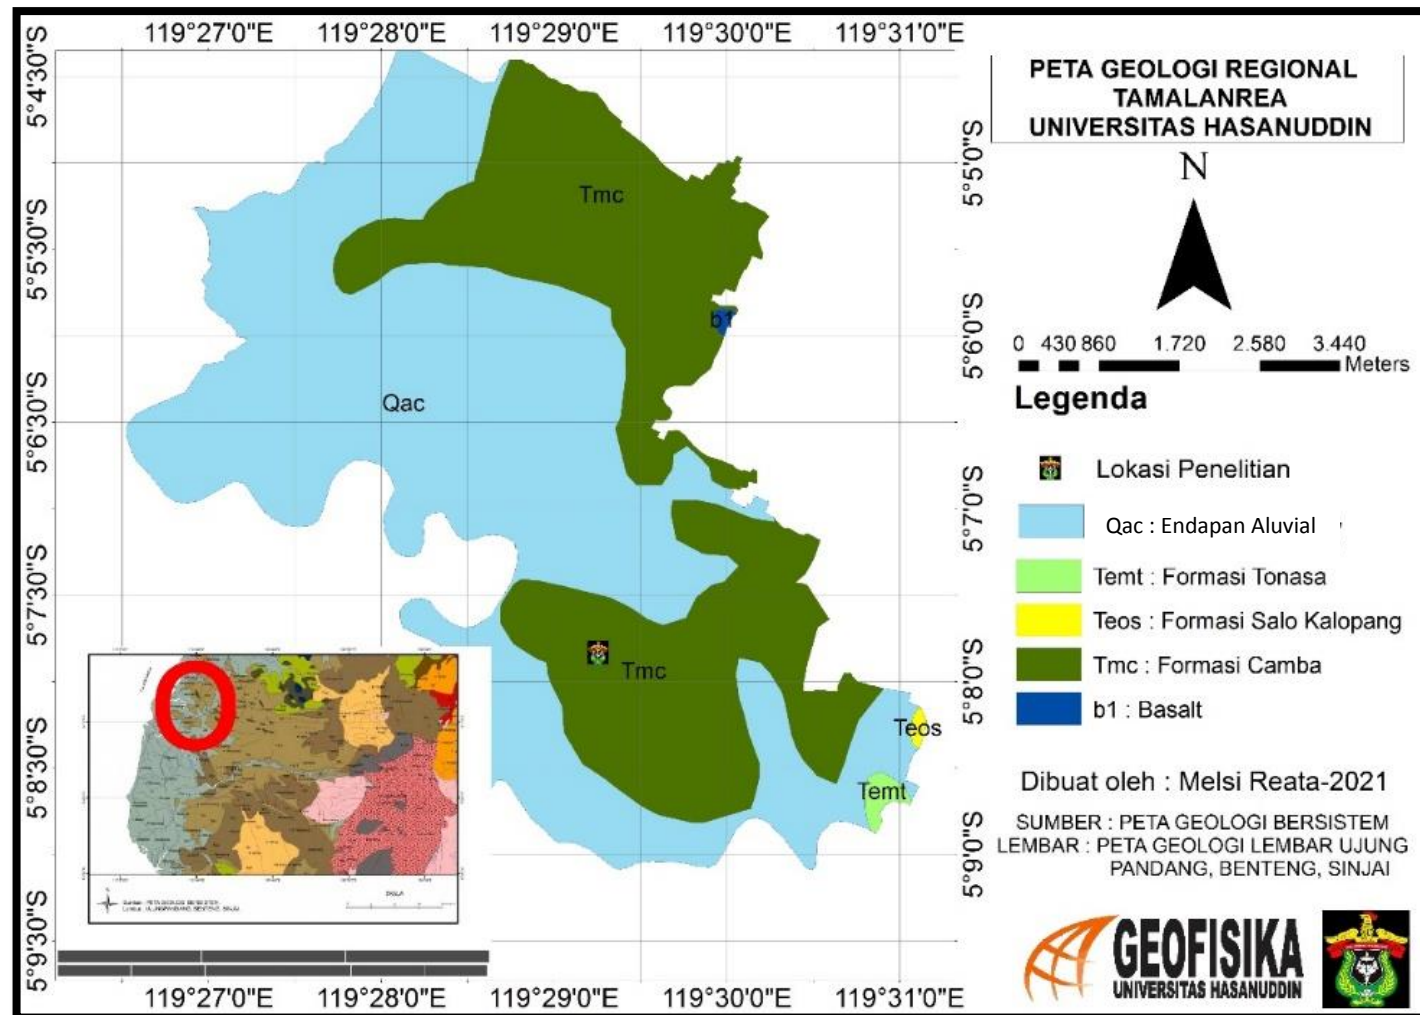 119°27'0"E 119°28'0"E 119°29'0"E 119°30'0"E 119°31'0"E
5°4'30"S
5°5'30"S
5°6'30"S
5°7'30"S
5°8'30"S
5°9'30"S
Tmc
b1
Qac
Tmc
Teos
Temt
5°5'0"S
5°6'0"S
5°7'0"S
5°8'0"S
5°9'0"S
119°27'0"E 119°28'0"E 119°29'0"E 119°30'0"E 119°31'0"E
PETA GEOLOGI REGIONAL
TAMALANREA
UNIVERSITAS HASANUDDIN
N
0 430 860 1.720 2.580 3.440
Meters
Legenda
Lokasi Penelitian
Qac : Endapan Aluvial
Temt : Formasi Tonasa
Teos : Formasi Salo Kalopang
Tmc : Formasi Camba
b1 : Basalt
Dibuat oleh : Melsi Reata-2021
SUMBER : PETA GEOLOGI BERSISTEM
LEMBAR : PETA GEOLOGI LEMBAR UJUNG
PANDANG, BENTENG, SINJAI
GEOFISIKA
UNIVERSITAS HASANUDDIN